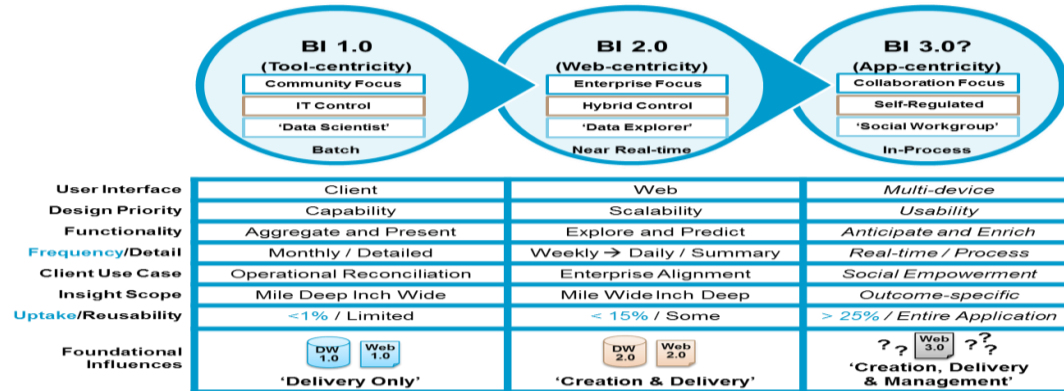 BI 1.0
(Tool-centricity)
Community Focus
IT Control
‘Data Scientist’
Batch
BI 2.0
(Web-centricity)
Enterprise Focus
Hybrid Control
‘Data Explorer’
Near Real-time
BI 3.0?
(App-centricity)
Collaboration Focus
Self-Regulated
‘Social Workgroup’
In-Process
User Interface Client Web Multi-device
Design Priority Capability Scalability Usability
Functionality Aggregate and Present Explore and Predict Anticipate and Enrich
Frequency/Detail Monthly / Detailed Weekly → Daily / Summary Real-time / Process
Client Use Case Operational Reconciliation Enterprise Alignment Social Empowerment
Insight Scope Mile Deep Inch Wide Mile Wide Inch Deep Outcome-specific
Uptake/Reusability <1% / Limited < 15% / Some > 25% / Entire Application
Foundational
Influences
DW
1.0
Web
1.0
‘Delivery Only’
DW
2.0
Web
2.0
‘Creation & Delivery’
? ?
Web
3.0
? ? ?
‘Creation, Delivery
& Management’